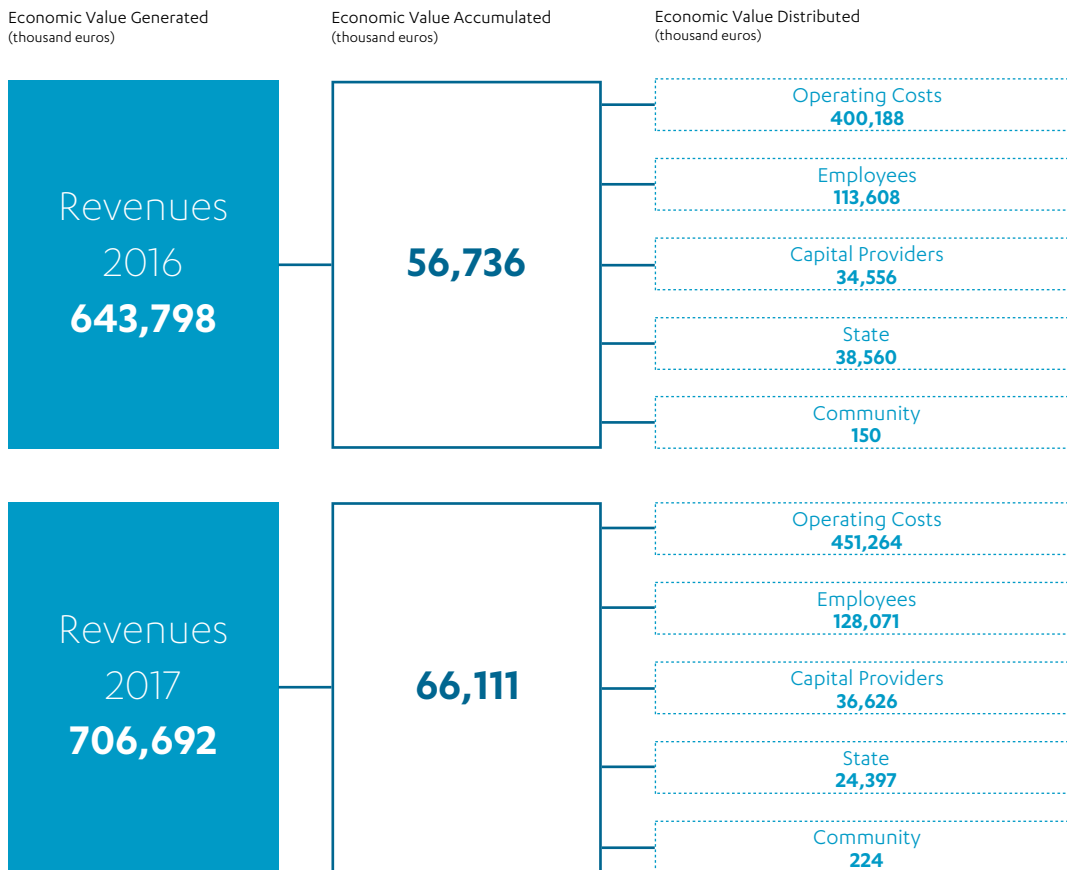 Economic Value Generated
(thousand euros)
Economic Value Accumulated
(thousand euros)
Economic Value Distributed
(thousand euros)
Revenues
2016
643,798
56,736
Operating Costs
400,188
Employees
113,608
Capital Providers
34,556
State
38,560
Community
150
Revenues
2017
706,692
66,111
Operating Costs
451,264
Employees
128,071
Capital Providers
36,626
State
24,397
Community
224